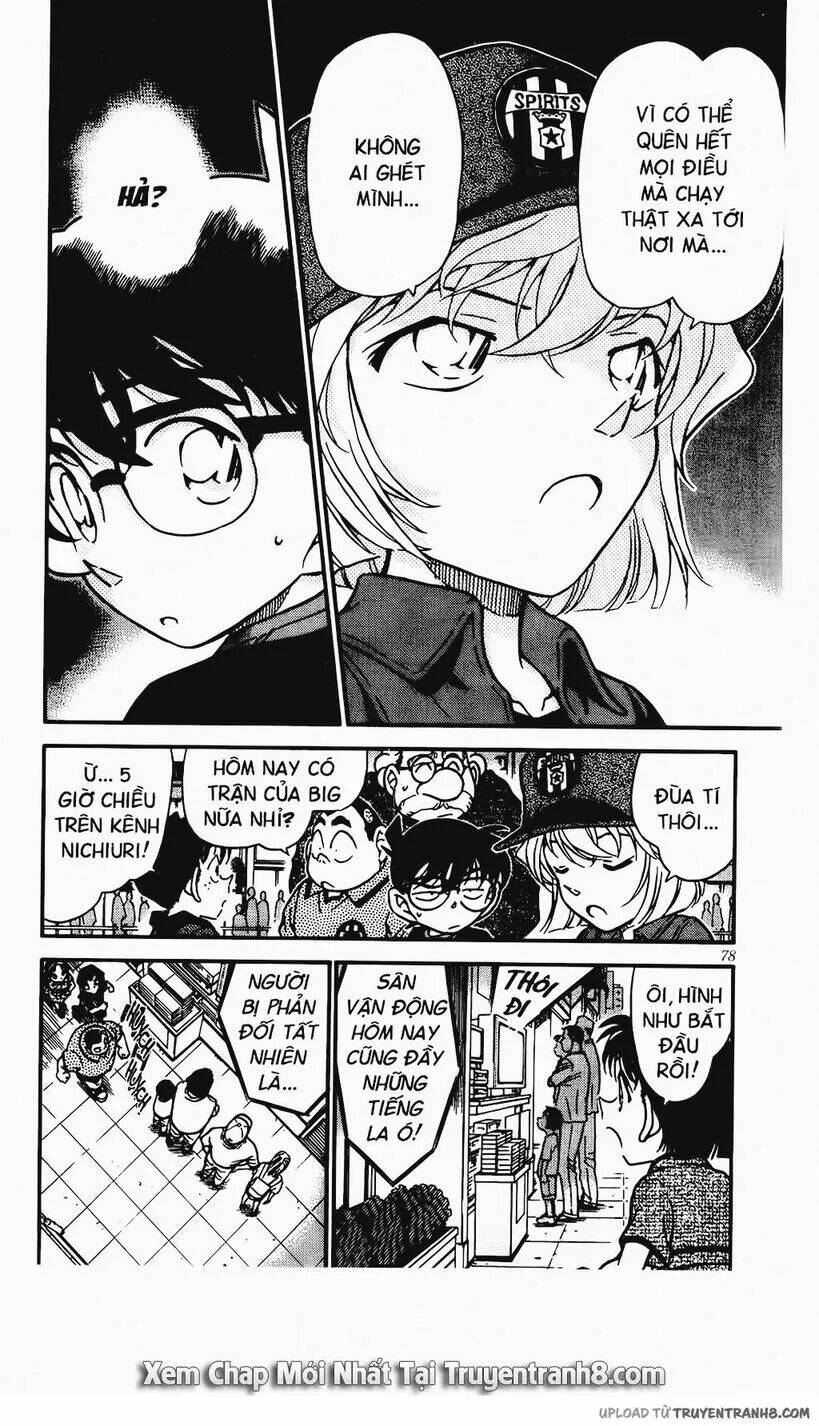 SPIRITS
VÌ CÓ THỂ
QUÊN HẾT
MỌI ĐIỀU
MÀ CHẠY
THẬT XA TỚI
NƠI MÀ...
KHÔNG
AI GHÉT
MÌNH...
HẢ?
ĐÙA TÍ
THÔI...
HÔM NAY CÓ
TRẬN CỦA BIG
NỮA NHỈ?
Ừ... 5
GIỜ CHIỀU
TRÊN KÊNH
NICHIURI!
78
ÔI, HÌNH
NHƯ BẮT
ĐẦU
RỒI!
THÔI
ĐI
SÂN
VẬN ĐỘNG
HÔM NAY
CŨNG ĐẦY
NHỮNG
TIẾNG
LA Ó!
NGƯỜI
BỊ PHẢN
ĐỐI TẤT
NHIÊN
LÀ...
Xem Chap Mới Nhất Tại Truyentranh8.com
UPLOAD TỪ TRUYENTRANH8.COM